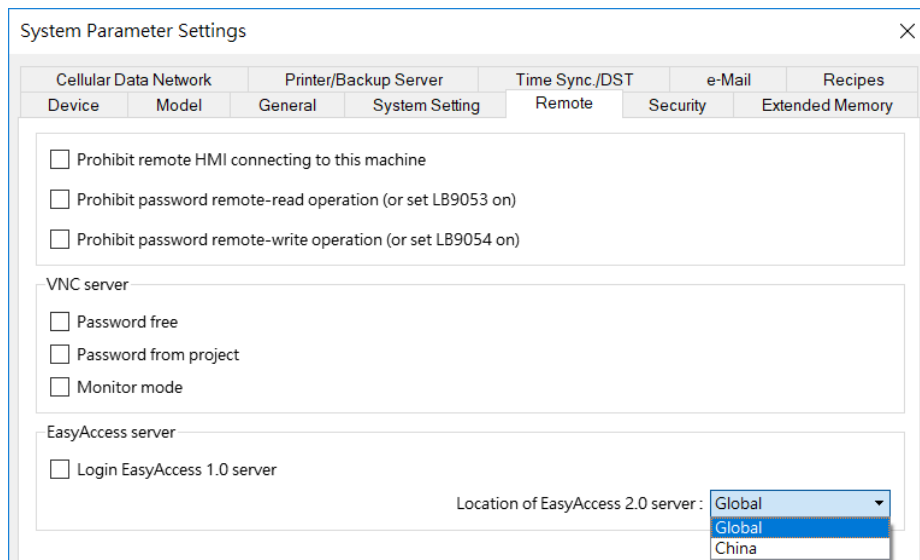 System Parameter Settings
Cellular Data Network Printer/Backup Server Time Sync./DST e-Mail Recipes
Device Model General System Setting Remote Security Extended Memory
Prohibit remote HMI connecting to this machine
Prohibit password remote-read operation (or set LB9053 on)
Prohibit password remote-write operation (or set LB9054 on)
VNC server
Password free
Password from project
Monitor mode
EasyAccess server
Login EasyAccess 1.0 server
Location of EasyAccess 2.0 server : Global
Global
China